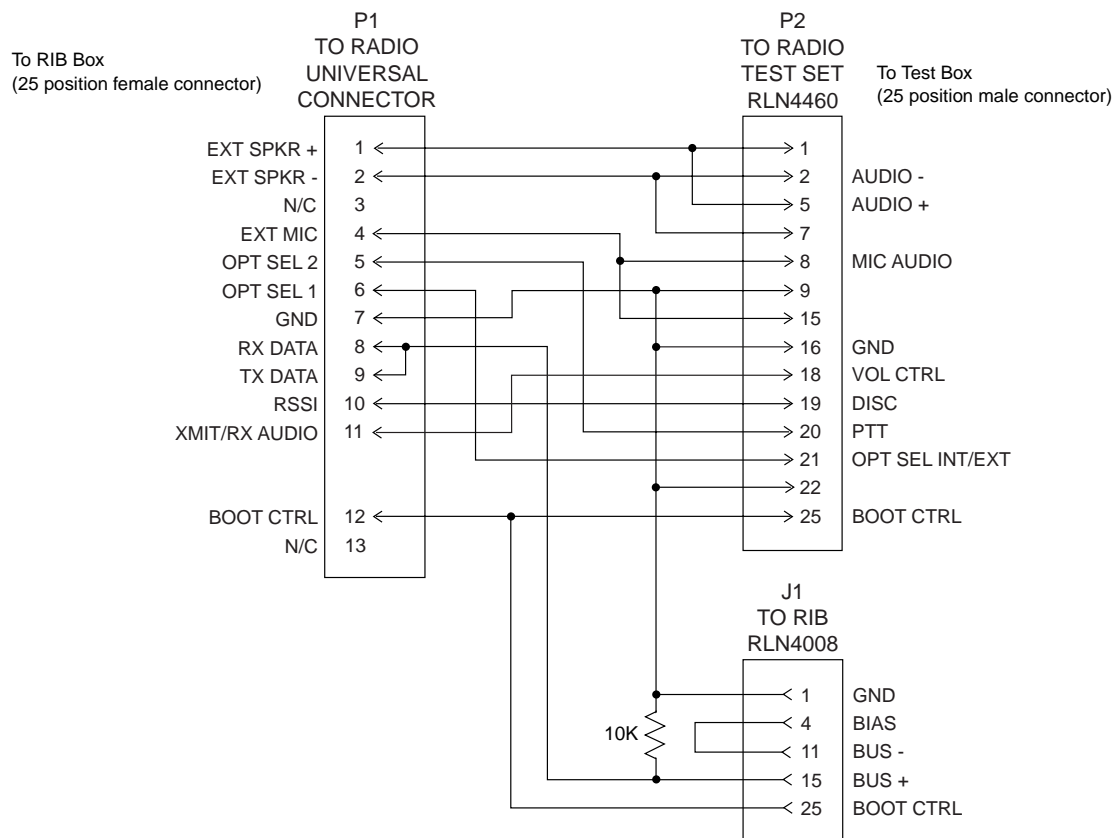 To RIB Box
(25 position female connector)
P1
TO RADIO
UNIVERSAL
CONNECTOR
P2
TO RADIO
TEST SET
RLN4460
To Test Box
(25 position male connector)
EXT SPKR + 1
EXT SPKR - 2
N/C 3
EXT MIC 4
OPT SEL 2 5
OPT SEL 1 6
GND 7
RX DATA 8
TX DATA 9
RSSI 10
XMIT/RX AUDIO 11
BOOT CTRL 12
N/C 13
1
2 AUDIO -
5 AUDIO +
7
8 MIC AUDIO
9
15
16 GND
18 VOL CTRL
19 DISC
20 PTT
21 OPT SEL INT/EXT
22
25 BOOT CTRL
J1
TO RIB
RLN4008
10K
1 GND
4 BIAS
11 BUS -
15 BUS +
25 BOOT CTRL